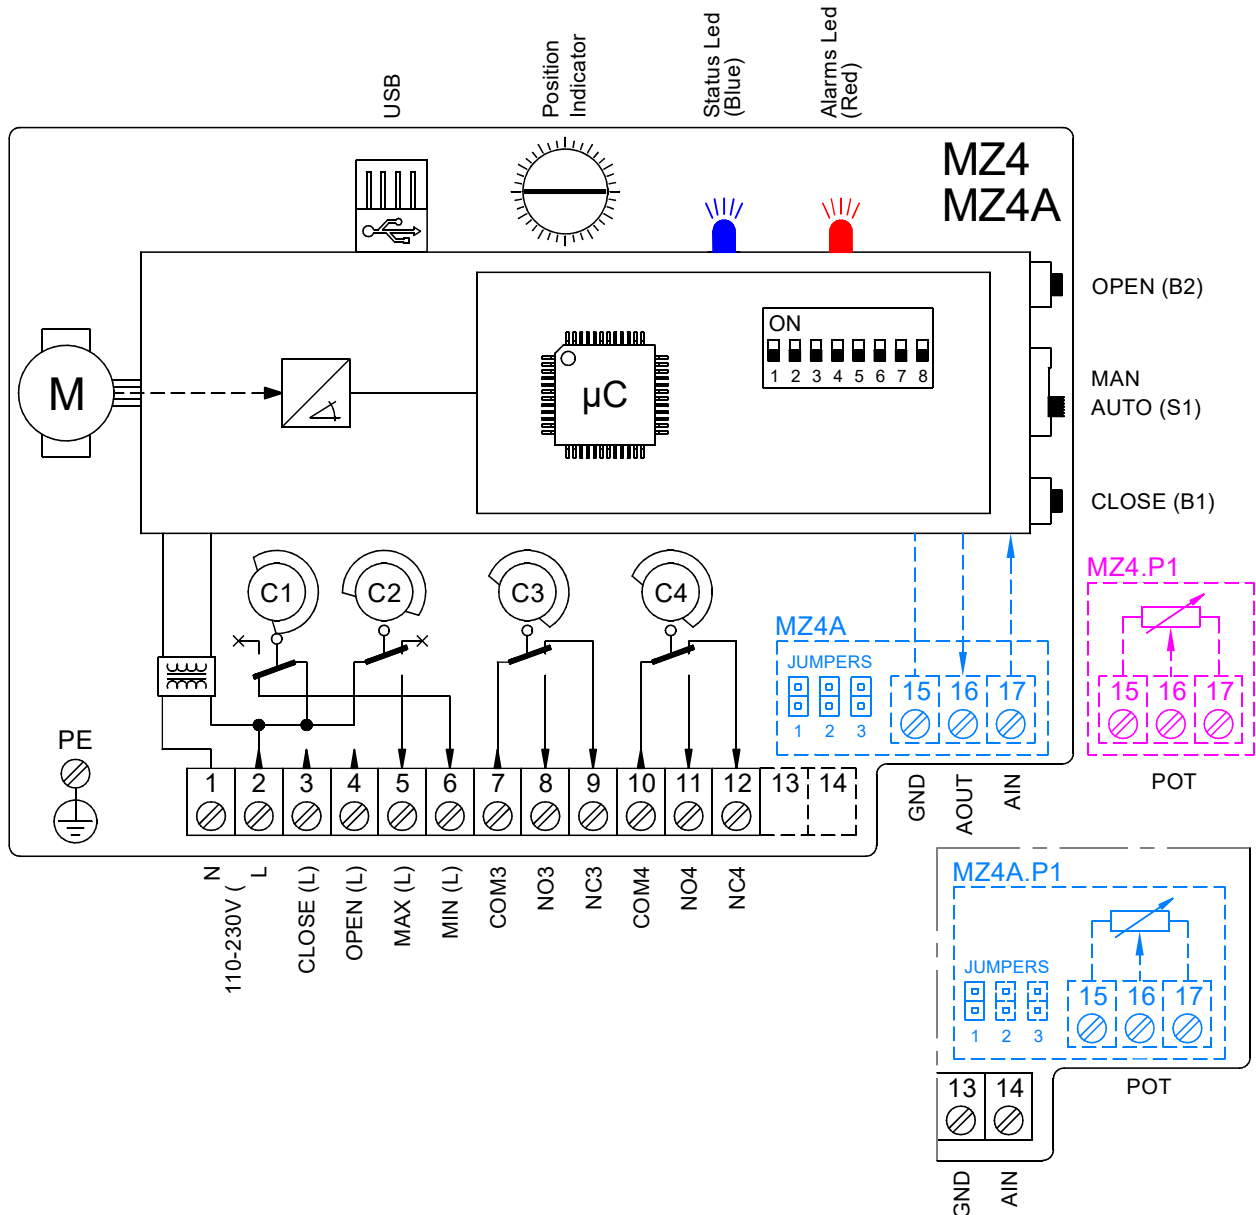 USB
Position
Indicator
Status Led
(Blue)
Alarms Led
(Red)
MZ4
MZ4A
OPEN (B2)
ON
1 2 3 4 5 6 7 8
M
µC
MAN
AUTO (S1)
CLOSE (B1)
C1
C2
C3
C4
MZ4.P1
15 16 17
POT
MZ4A
JUMPERS
1 2 3
15 16 17
GND
AOUT
AIN
PE
1 2 3 4 5 6 7 8 9 10 11 12 13 14
N
110-230V (
L
CLOSE (L)
OPEN (L)
MAX (L)
MIN (L)
COM3
NO3
NC3
COM4
NO4
NC4
MZ4A.P1
JUMPERS
1 2 3
15 16 17
POT
13 14
GND
AIN